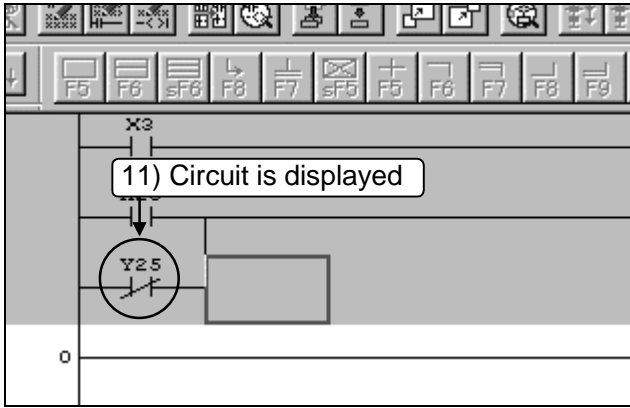 F5 F6 sF6 F8 F7 sF5 F5 F6 F7 F8 F9
X3
11) Circuit is displayed
Y25
0